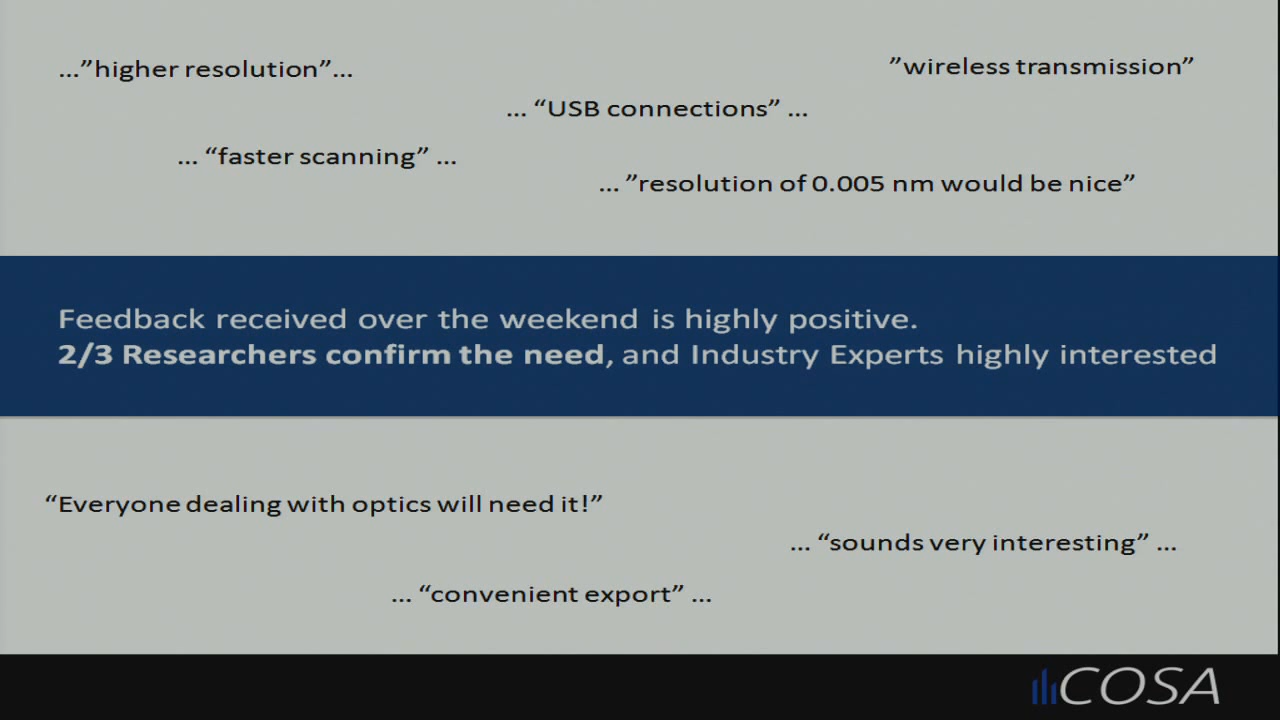 ...”higher resolution”...
”wireless transmission”
... “USB connections” ...
... “faster scanning” ...
... ”resolution of 0.005 nm would be nice”
Feedback received over the weekend is highly positive.
2/3 Researchers confirm the need, and Industry Experts highly interested
“Everyone dealing with optics will need it!”
... “sounds very interesting” ...
... “convenient export” ...
COSA